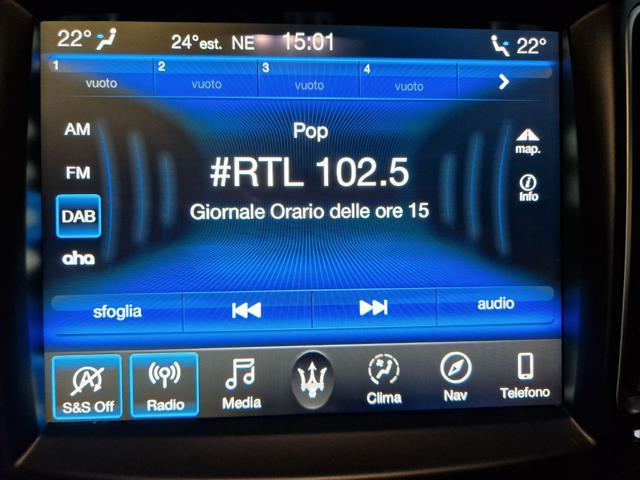 22° 24°est. NE 15:01 22°
1 2 3 4
vuoto vuoto vuoto vuoto
AM
Pop
map.
FM
#RTL 102.5
Info
DAB
Giornale Orario delle ore 15
aha
sfoglia audio
S&S Off Radio Media Clima Nav Telefono